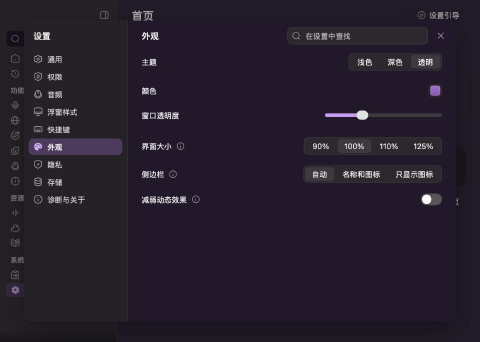 首页
设置引导
设置
外观
在设置中查找
通用
权限
音频
浮窗样式
快捷键
外观
隐私
存储
诊断与关于
主题
浅色
深色
透明
颜色
窗口透明度
界面大小
90%
100%
110%
125%
侧边栏
自动
名称和图标
只显示图标
减弱动态效果
功能
资源
系统